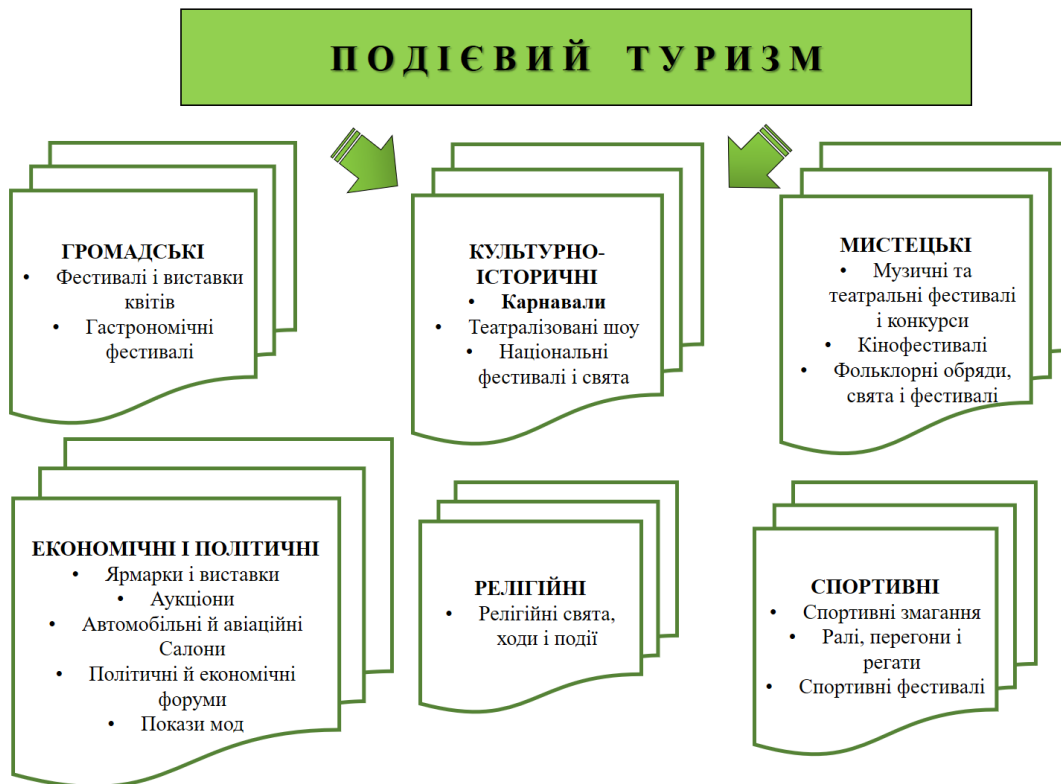 ПОДІЄВИЙ ТУРИЗМ
ГРОМАДСЬКІ
• Фестивалі і виставки
квітів
• Гастрономічні
фестивалі
КУЛЬТУРНО-
ІСТОРИЧНІ
• Карнавали
• Театралізовані шоу
• Національні
фестивалі і свята
МИСТЕЦЬКІ
• Музичні та
театральні фестивалі
і конкурси
• Кінофестивалі
• Фольклорні обряди,
свята і фестивалі
ЕКОНОМІЧНІ І ПОЛІТИЧНІ
• Ярмарки і виставки
• Аукціони
• Автомобільні й авіаційні
Салони
• Політичні й економічні
форуми
• Покази мод
РЕЛІГІЙНІ
• Релігійні свята,
ходи і події
СПОРТИВНІ
• Спортивні змагання
• Ралі, перегони і
регати
• Спортивні фестивалі